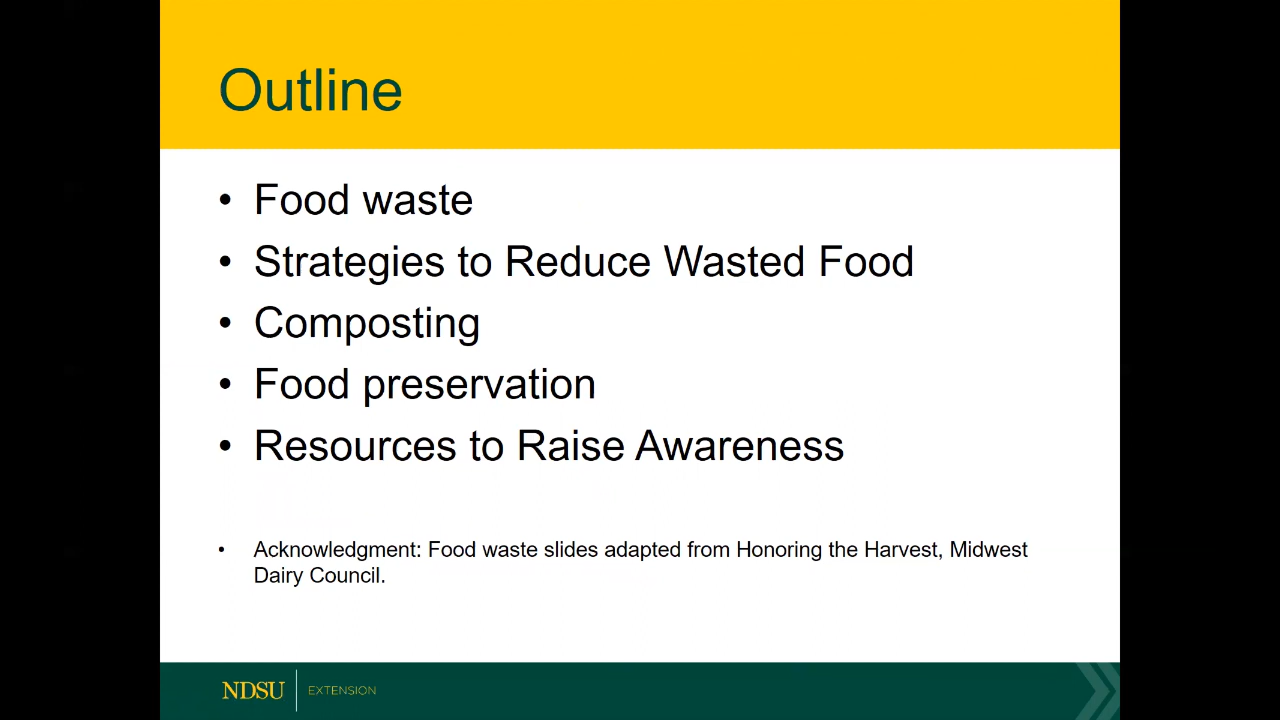 Outline
• Food waste
• Strategies to Reduce Wasted Food
• Composting
• Food preservation
• Resources to Raise Awareness
• Acknowledgment: Food waste slides adapted from Honoring the Harvest, Midwest
Dairy Council.
NDSU EXTENSION